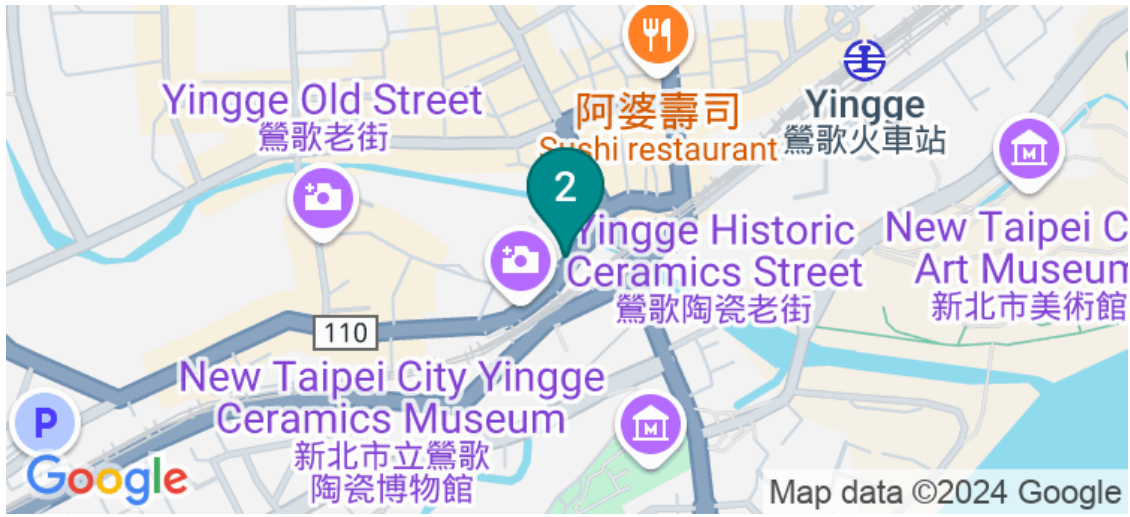 Yingge Old Street
鶯歌老街
阿婆壽司
Sushi restaurant
Yingge
鶯歌火車站
2
Yingge Historic
Ceramics Street
鶯歌陶瓷老街
New Taipei C
Art Museum
新北市美術館
110
New Taipei City Yingge
Ceramics Museum
新北市立鶯歌
陶瓷博物館
M
M
P
Google
Map data ©2024 Google